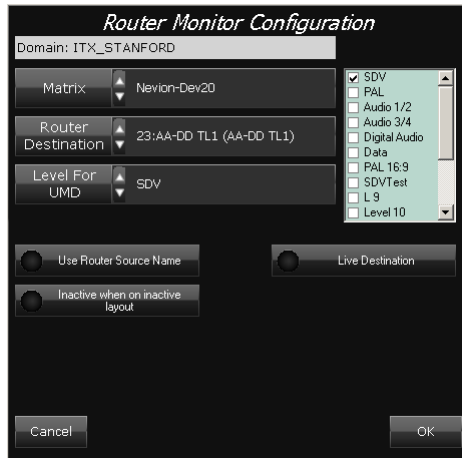 Router Monitor Configuration
Domain: ITX_STANFORD
Matrix
Nevion-Dev20
Router
Destination
23:AA-DD TL1 (AA-DD TL1)
Level For
UMD
SDV
SDV
PAL
Audio 1/2
Audio 3/4
Digital Audio
Data
PAL 16:9
SDVTest
L 9
Level 10
Use Router Source Name
Live Destination
Inactive when on inactive
layout
Cancel
OK